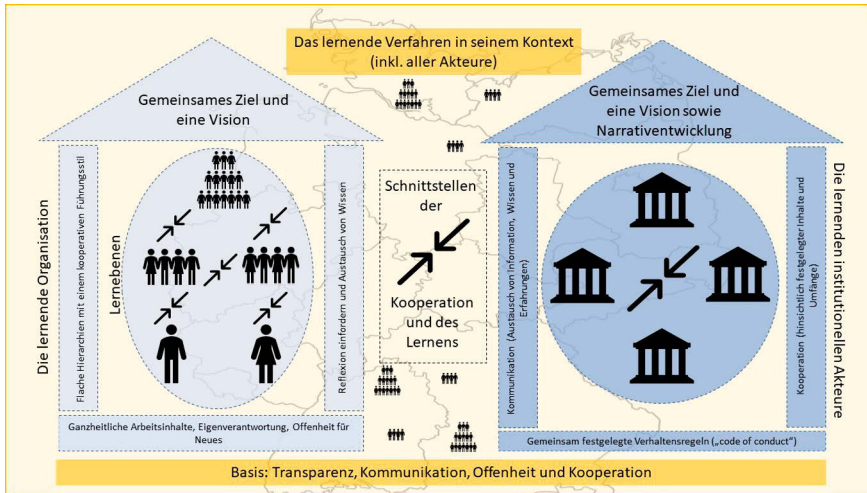 Das lernende Verfahren in seinem Kontext
(inkl. aller Akteure)
Gemeinsames Ziel und
eine Vision
Die lernende Organisation
Flache Hierarchien mit einem kooperativen Führungsstil
Lernebenen
Reflexion einfordern und Austausch von Wissen
Ganzheitliche Arbeitsinhalte, Eigenverantwortung, Offenheit für
Neues
Schnittstellen
der
Kooperation
und des
Lernens
Gemeinsames Ziel und
eine Vision sowie
Narrativentwicklung
Kommunikation (Austausch von Information, Wissen und
Erfahrungen)
Kooperation (hinsichtlich festgelegter Inhalte und
Umfänge)
Die lernenden institutionellen Akteure
Gemeinsam festgelegte Verhaltensregeln („code of conduct“)
Basis: Transparenz, Kommunikation, Offenheit und Kooperation